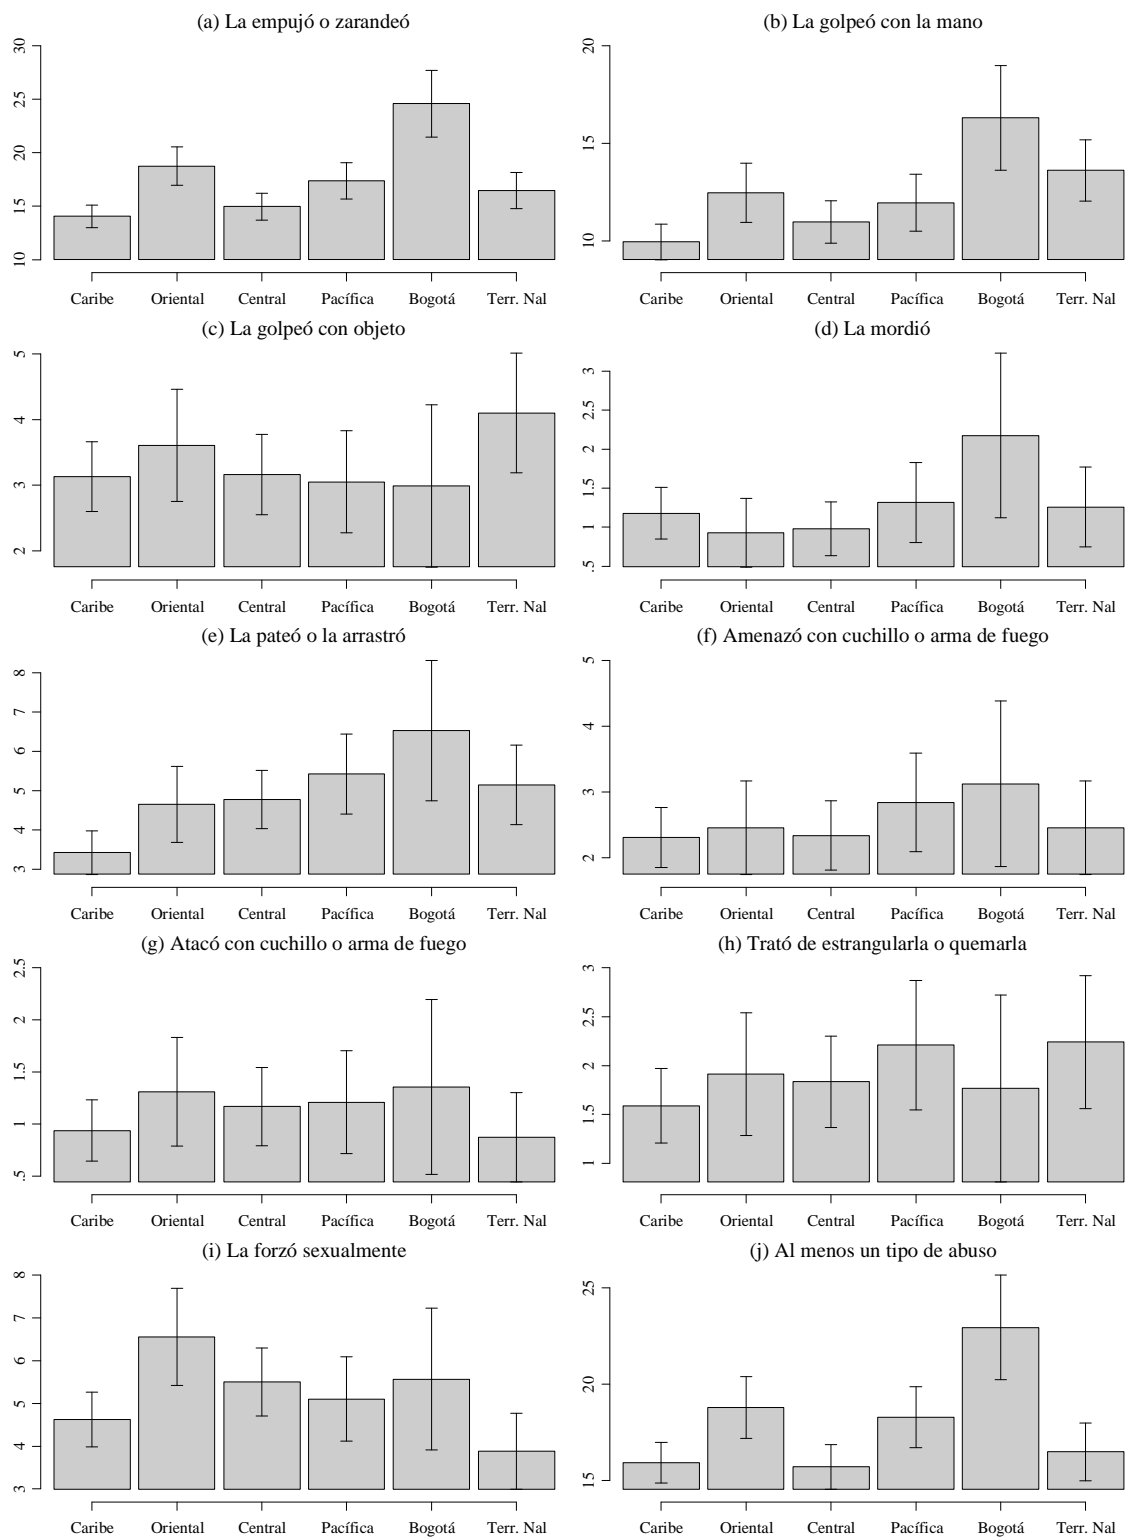 (a) La empujó o zarandeó
30
25
20
15
10
Caribe Oriental Central Pacífica Bogotá Terr. Nal
(b) La golpeó con la mano
20
15
10
Caribe Oriental Central Pacífica Bogotá Terr. Nal
(c) La golpeó con objeto
5
4
3
2
Caribe Oriental Central Pacífica Bogotá Terr. Nal
(d) La mordió
3
2.5
2
1.5
1
.5
Caribe Oriental Central Pacífica Bogotá Terr. Nal
(e) La pateó o la arrastró
8
7
6
5
4
3
Caribe Oriental Central Pacífica Bogotá Terr. Nal
(f) Amenazó con cuchillo o arma de fuego
5
4
3
2
Caribe Oriental Central Pacífica Bogotá Terr. Nal
(g) Atacó con cuchillo o arma de fuego
2.5
2
1.5
1
.5
Caribe Oriental Central Pacífica Bogotá Terr. Nal
(h) Trató de estrangularla o quemarla
3
2.5
2
1.5
1
Caribe Oriental Central Pacífica Bogotá Terr. Nal
(i) La forzó sexualmente
8
7
6
5
4
3
Caribe Oriental Central Pacífica Bogotá Terr. Nal
(j) Al menos un tipo de abuso
25
20
15
Caribe Oriental Central Pacífica Bogotá Terr. Nal